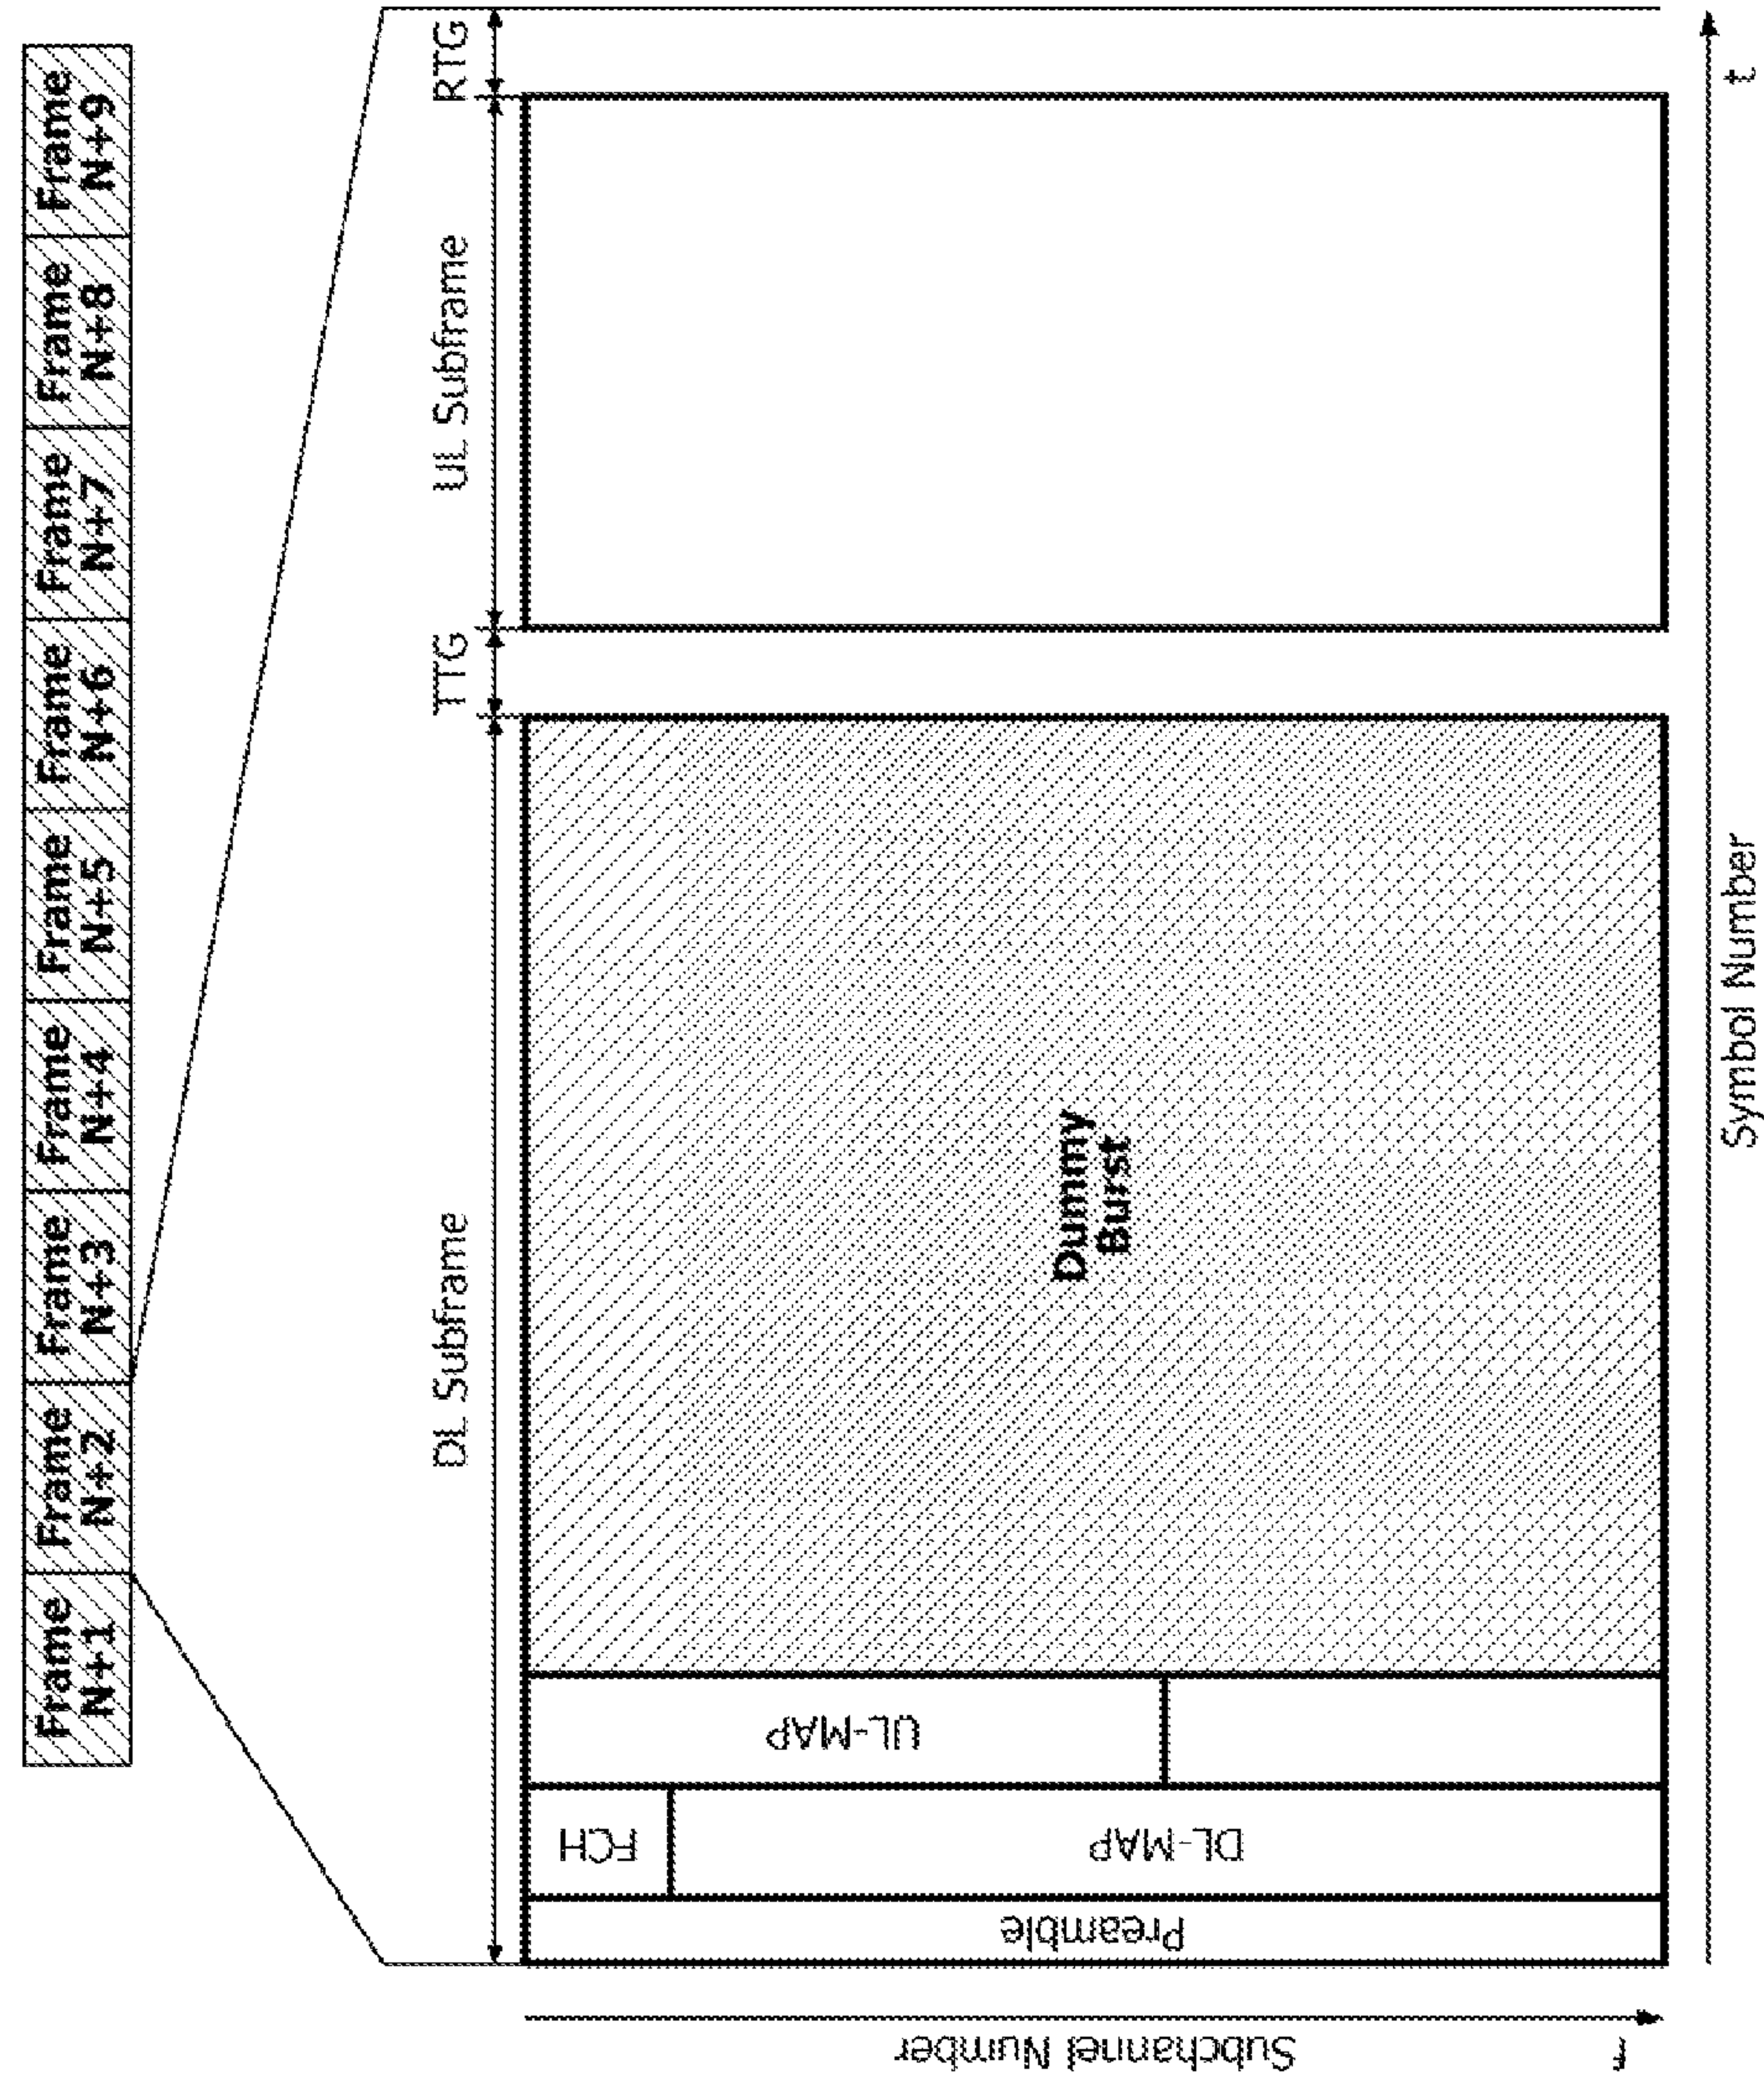 Frame
N+1
Frame
N+2
Frame
N+3
Frame
N+4
Frame
N+5
Frame
N+6
Frame
N+7
Frame
N+8
Frame
N+9
DL Subframe
TTG
UL Subframe
RTG
Preamble
FCH
DL-MAP
UL-MAP
Dummy
Burst
Subchannel Number
f
Symbol Number
t